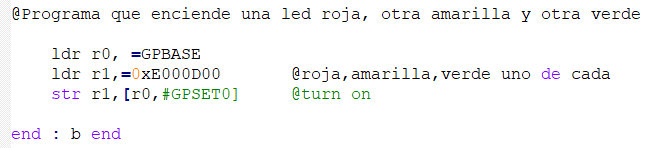 @Programa que enciende una led roja, otra amarilla y otra verde
ldr r0, =GPBASE
ldr r1,=0xE000D00 @roja,amarilla,verde uno de cada
str r1,[r0,#GPSET0] @turn on
end : b end